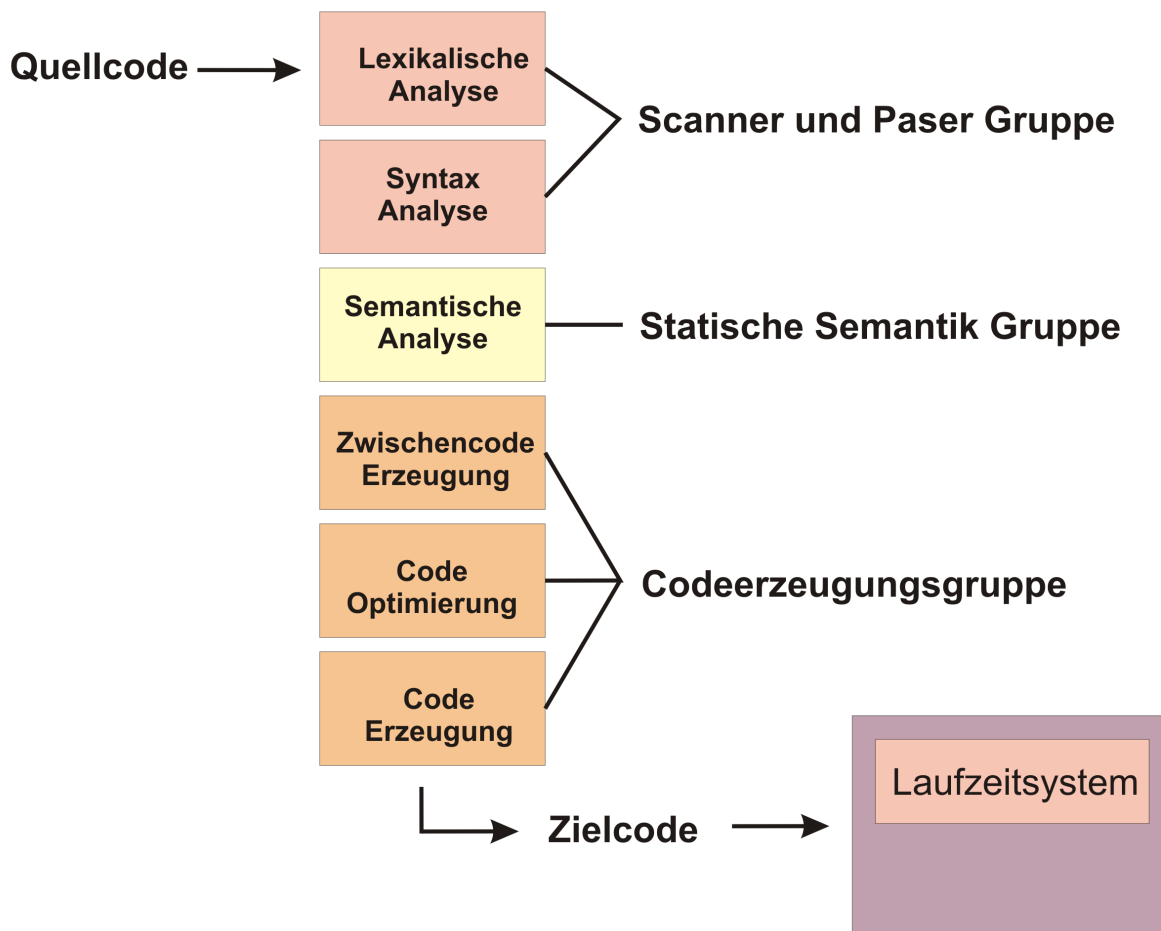 Quellcode
Lexikalische
Analyse
Scanner und Paser Gruppe
Syntax
Analyse
Semantische
Analyse
Statische Semantik Gruppe
Zwischencode
Erzeugung
Code
Optimierung
Codeerzeugungsgruppe
Code
Erzeugung
Zielcode
Laufzeitsystem